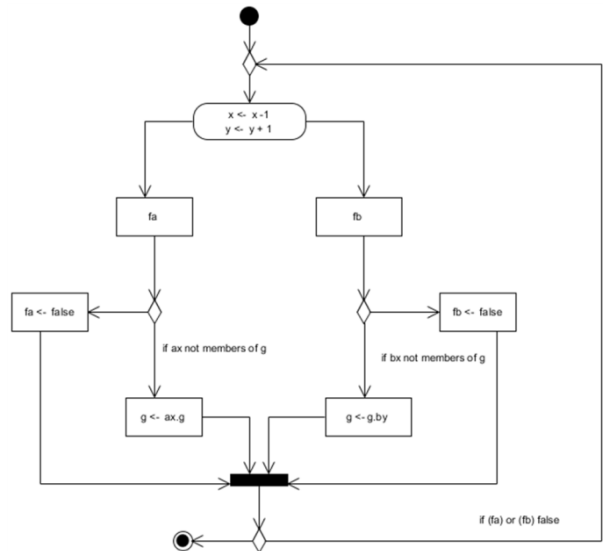 x <- x -1
y <- y + 1
fa
fb
fa <- false
fb <- false
if ax not members of g
if bx not members of g
g <- ax.g
g <- g.by
if (fa) or (fb) false